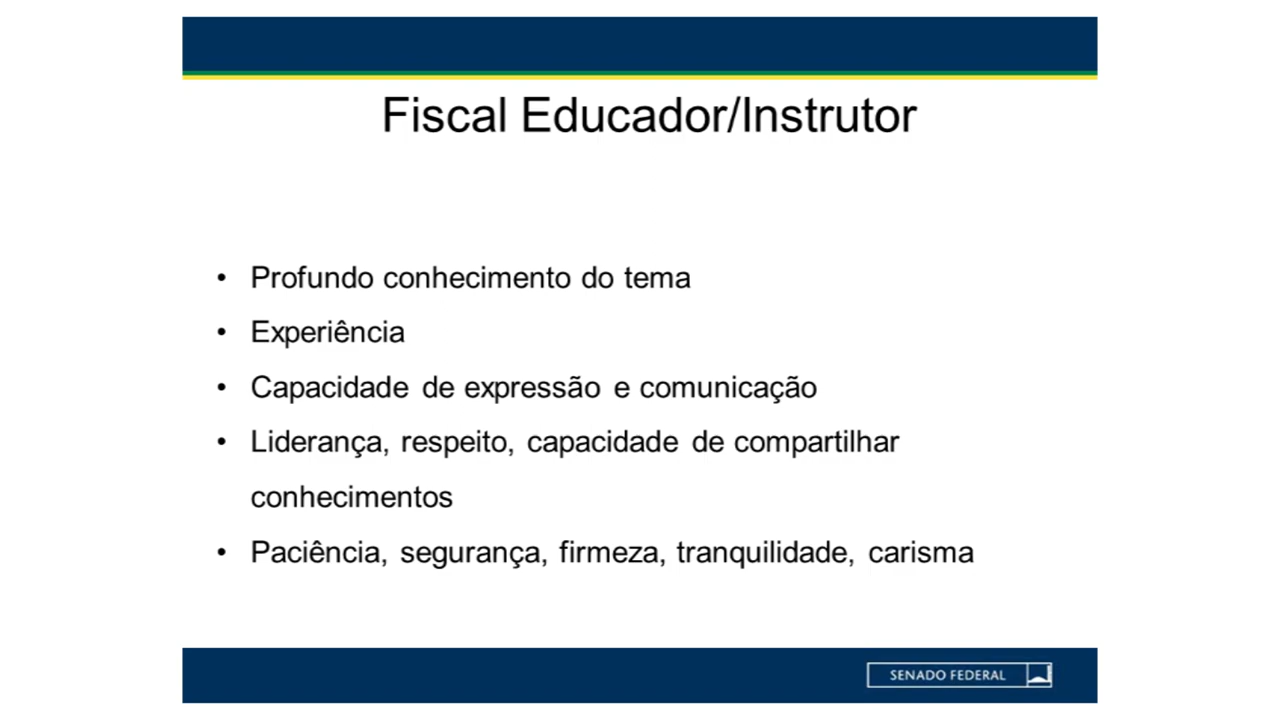 Fiscal Educador/Instrutor
• Profundo conhecimento do tema
• Experiência
• Capacidade de expressão e comunicação
• Liderança, respeito, capacidade de compartilhar
conhecimentos
• Paciência, segurança, firmeza, tranquilidade, carisma
SENADO FEDERAL